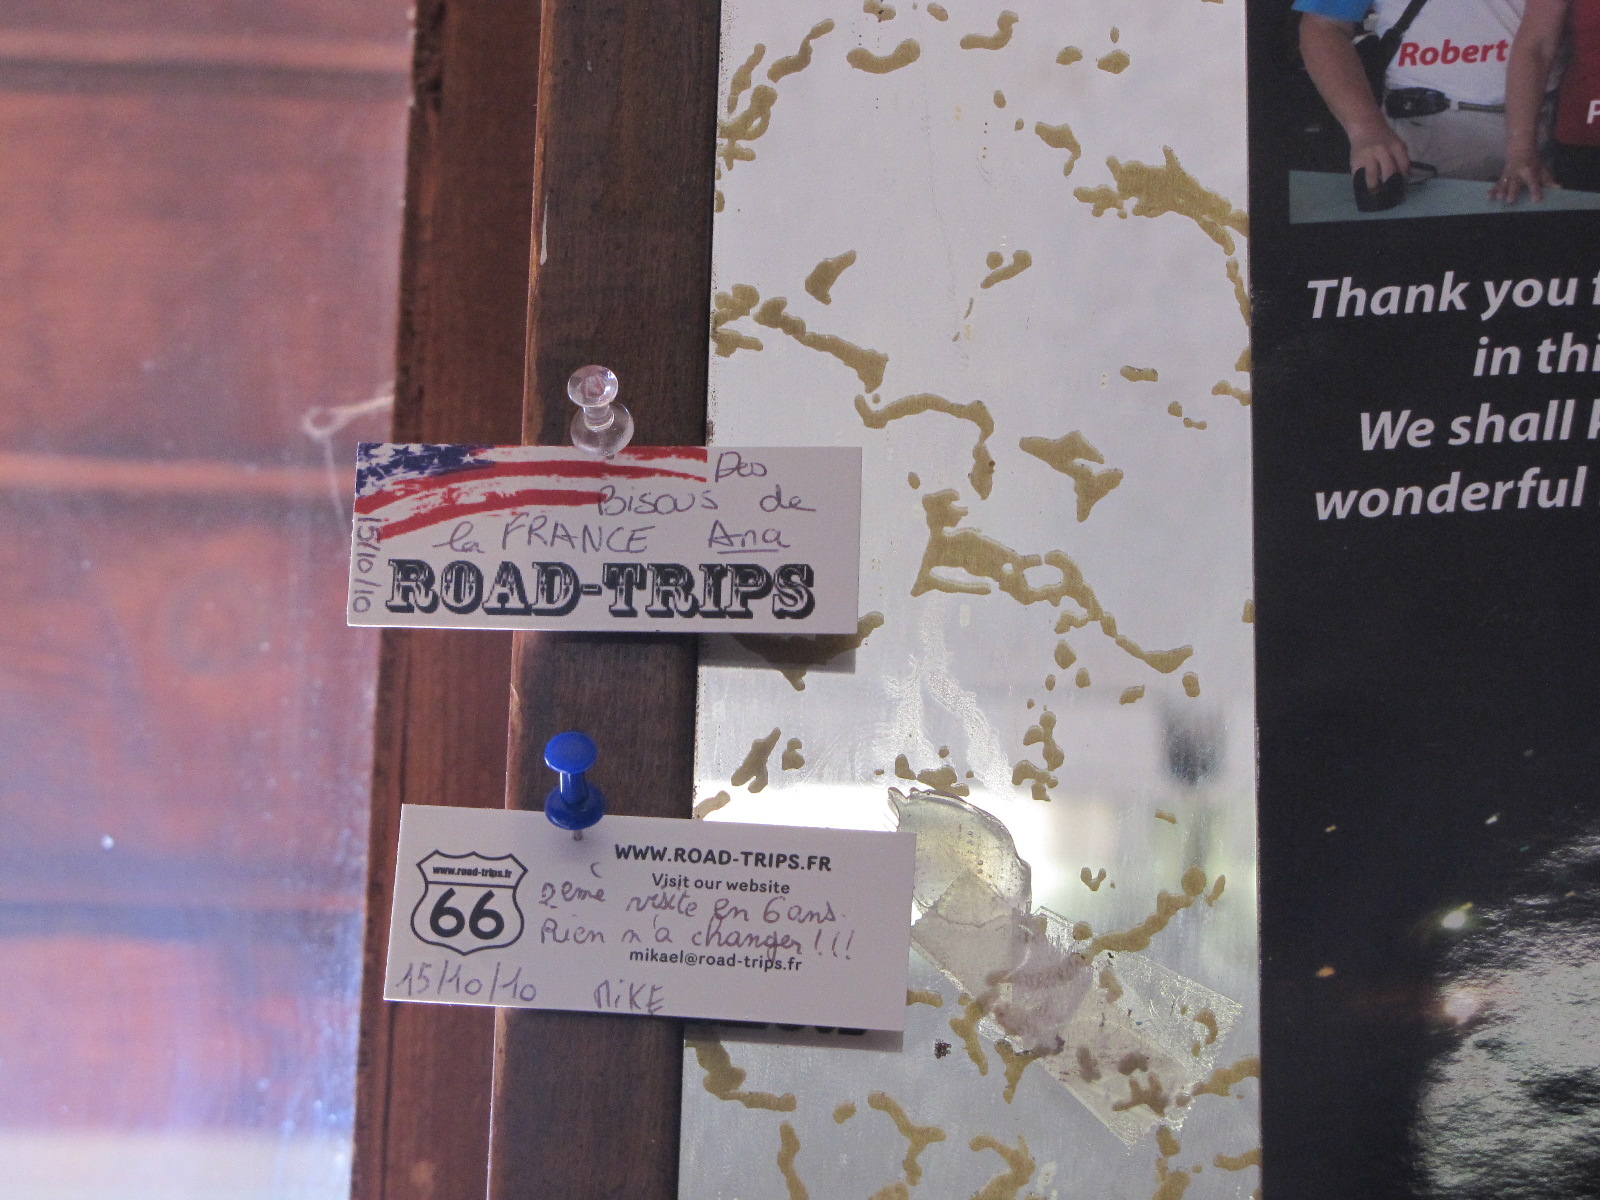 Robert
P
Thank you f
in thi
We shall k
wonderful
Des
Bisous de
la FRANCE Ana
15/10/10
ROAD-TRIPS
WWW.ROAD-TRIPS.FR
Visit our website
www.road-trips.fr
66
2ème visite en 6 ans.
Rien n'a changer!!!
mikael@road-trips.fr
15/10/10 MIKE